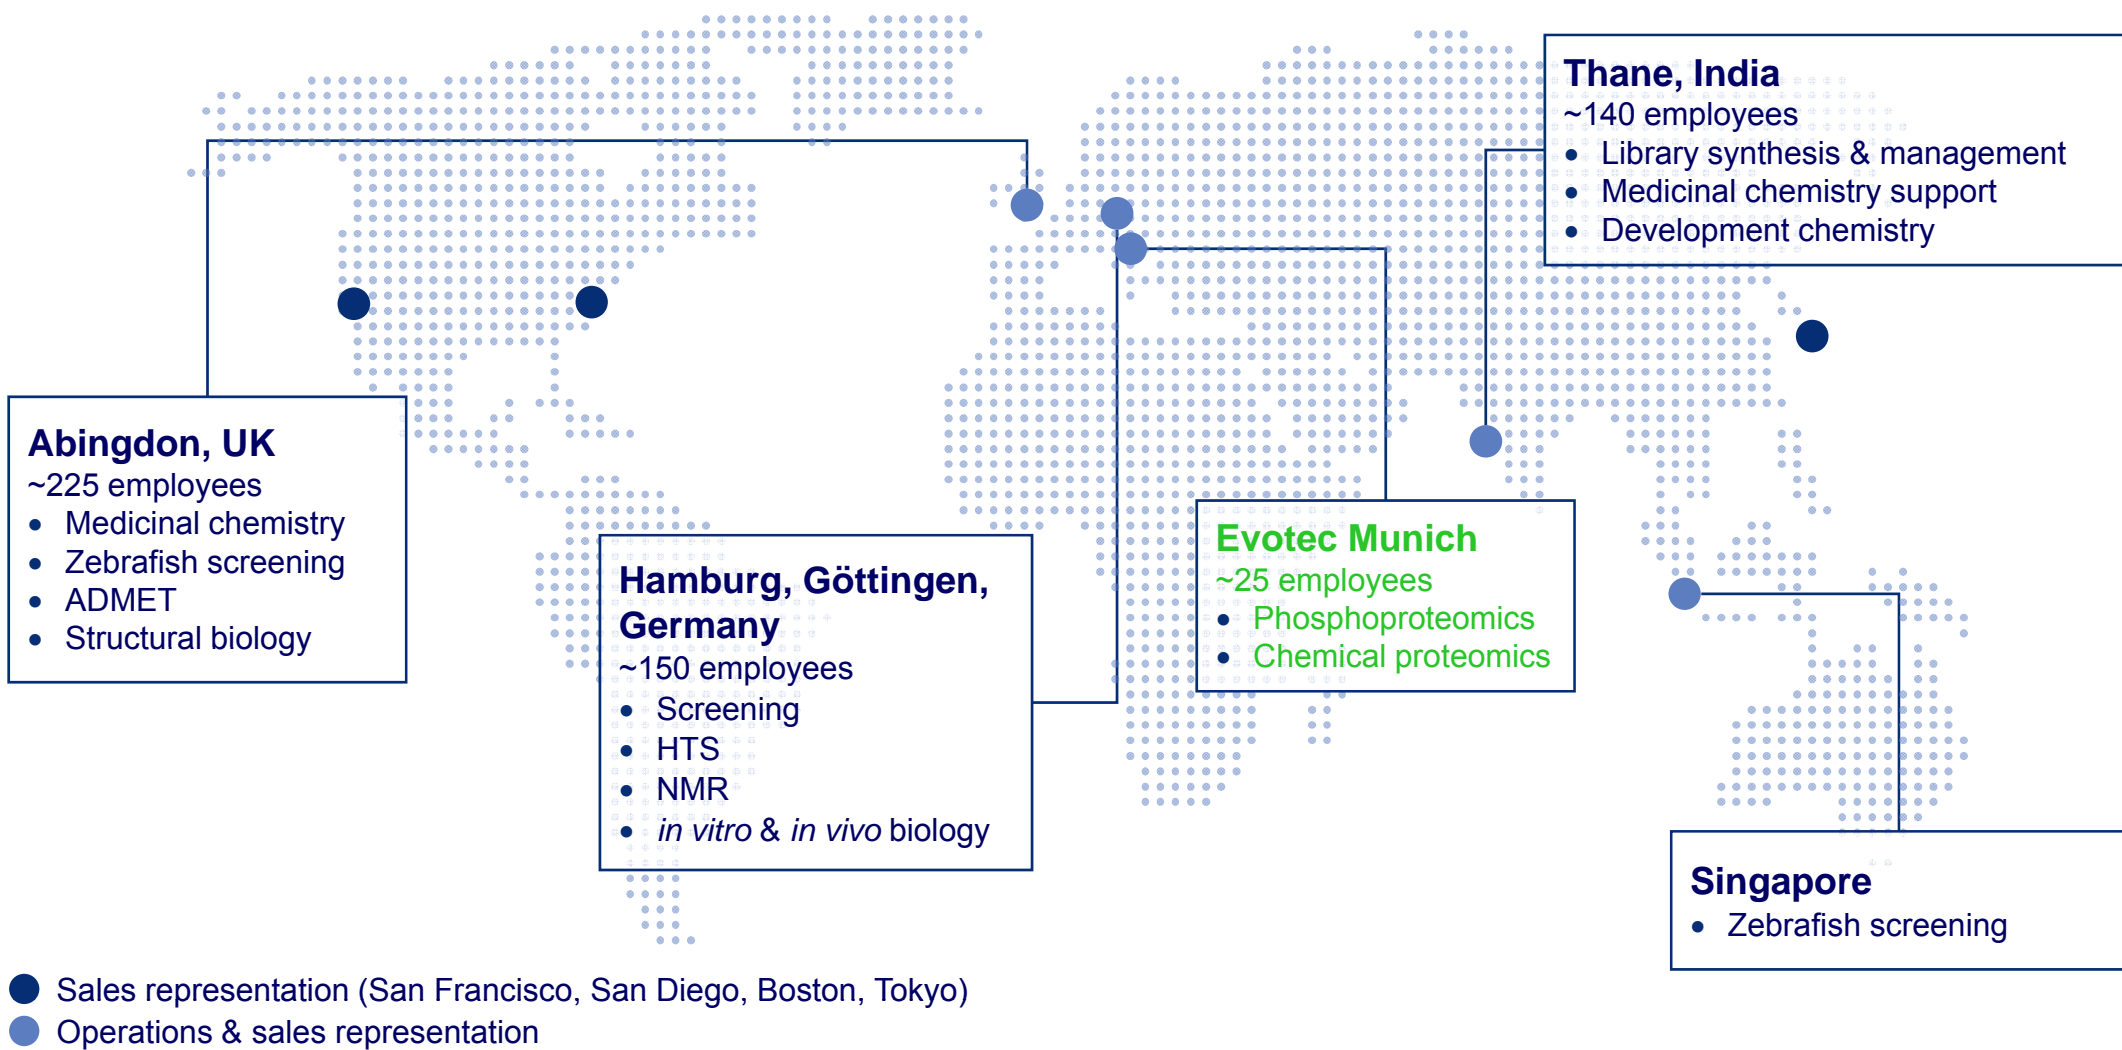 Thane, India
~140 employees
• Library synthesis & management
• Medicinal chemistry support
• Development chemistry
Abingdon, UK
~225 employees
• Medicinal chemistry
• Zebrafish screening
• ADMET
• Structural biology
Hamburg, Göttingen,
Germany
~150 employees
• Screening
• HTS
• NMR
• in vitro & in vivo biology
Evotec Munich
~25 employees
• Phosphoproteomics
• Chemical proteomics
Singapore
• Zebrafish screening
Sales representation (San Francisco, San Diego, Boston, Tokyo)
Operations & sales representation